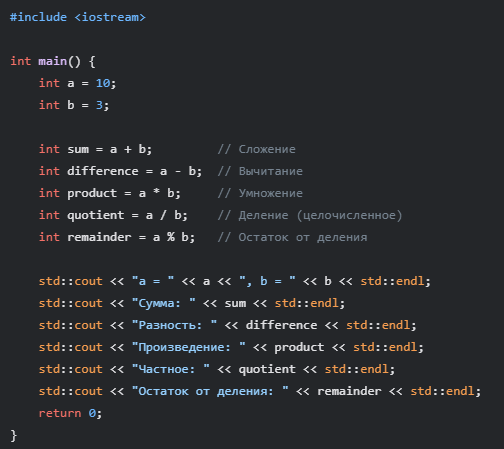 #include <iostream>

int main() {
    int a = 10;
    int b = 3;

    int sum = a + b;         // Сложение
    int difference = a - b;  // Вычитание
    int product = a * b;     // Умножение
    int quotient = a / b;    // Деление (целочисленное)
    int remainder = a % b;   // Остаток от деления

    std::cout << "a = " << a << ", b = " << b << std::endl;
    std::cout << "Сумма: " << sum << std::endl;
    std::cout << "Разность: " << difference << std::endl;
    std::cout << "Произведение: " << product << std::endl;
    std::cout << "Частное: " << quotient << std::endl;
    std::cout << "Остаток от деления: " << remainder << std::endl;
    return 0;
}